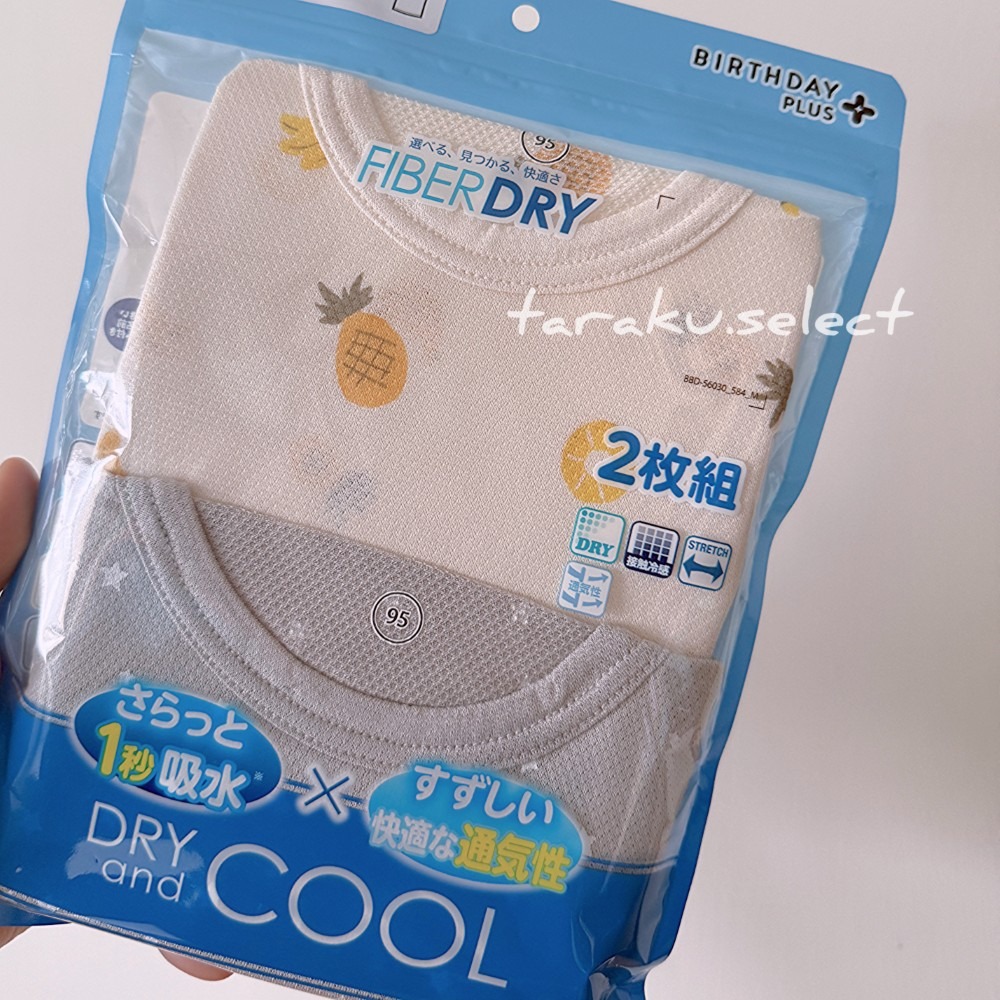 BIRTHDAY
PLUS
95
選べる、見つかる、快適さ
FIBERDRY
taraku.select
BBD-56030_584_M
2枚組
DRY
接触冷感
STRETCH
通気性
95
さらっと
1秒吸水※
×
すずしい
快適な通気性
DRY
and
COOL